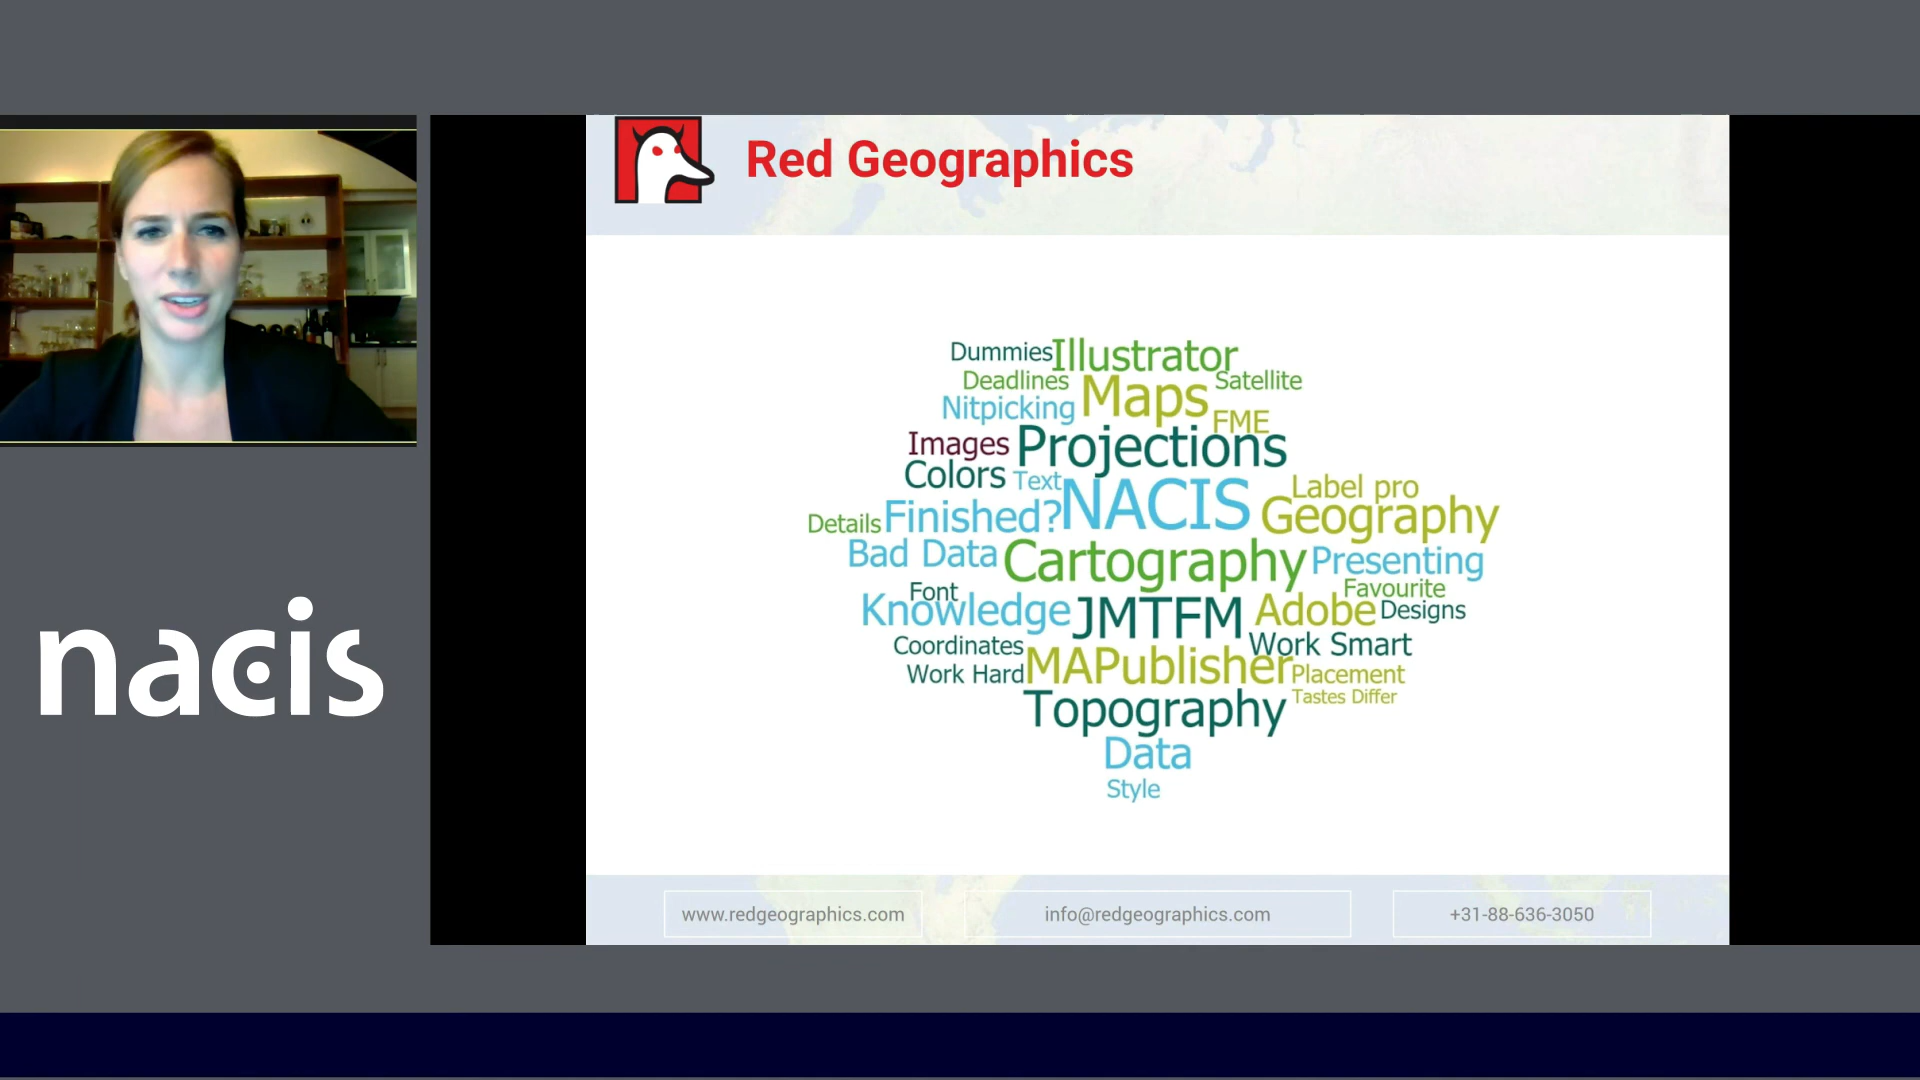 nacis
Red Geographics
Dummies Illustrator
Deadlines Maps Satellite
Nitpicking FME
Images Projections
Colors Text NACIS Label pro
Details Finished? Geography
Bad Data Cartography Presenting
Font Favourite
Knowledge JMTFM Adobe Designs
Coordinates Work Smart
Work Hard MAPublisher Placement
Topography Tastes Differ
Data
Style
www.redgeographics.com info@redgeographics.com +31-88-636-3050